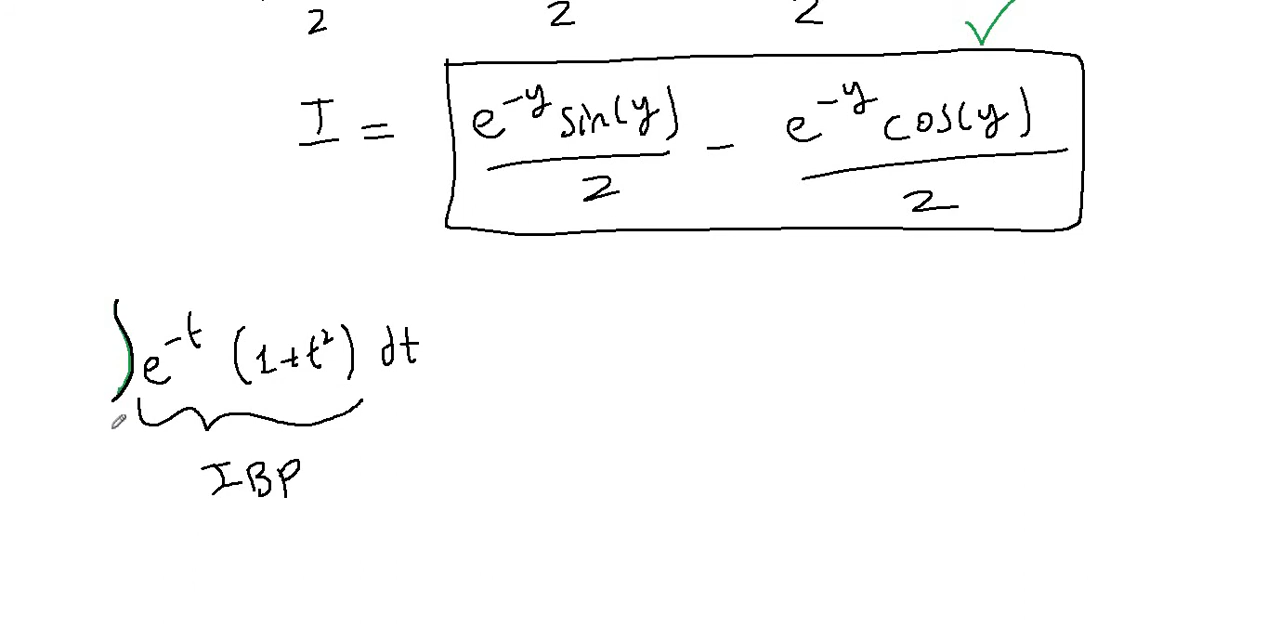 2 2 2 ✓
I = e^{-y} sin(y)/2 - e^{-y} cos(y)/2
∫e^{-t} (1+t²) dt
IBP